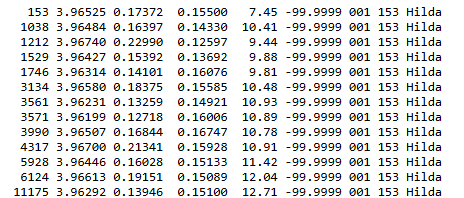 153 3.96525 0.17372 0.15500 7.45 -99.9999 001 153 Hilda
1038 3.96484 0.16397 0.14330 10.41 -99.9999 001 153 Hilda
1212 3.96740 0.22990 0.12597 9.44 -99.9999 001 153 Hilda
1529 3.96427 0.15392 0.13692 9.88 -99.9999 001 153 Hilda
1746 3.96314 0.14101 0.16076 9.81 -99.9999 001 153 Hilda
3134 3.96580 0.18375 0.15585 10.48 -99.9999 001 153 Hilda
3561 3.96231 0.13259 0.14921 10.93 -99.9999 001 153 Hilda
3571 3.96199 0.12718 0.16006 10.89 -99.9999 001 153 Hilda
3990 3.96507 0.16844 0.16747 10.78 -99.9999 001 153 Hilda
4317 3.96700 0.21341 0.15928 10.91 -99.9999 001 153 Hilda
5928 3.96446 0.16028 0.15133 11.42 -99.9999 001 153 Hilda
6124 3.96613 0.19151 0.15089 12.04 -99.9999 001 153 Hilda
11175 3.96292 0.13946 0.15100 12.71 -99.9999 001 153 Hilda